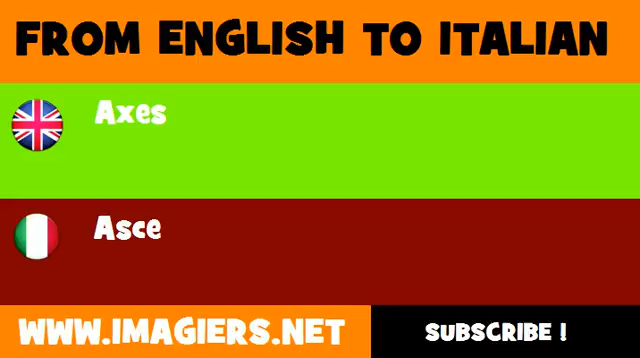 FROM ENGLISH TO ITALIAN
Axes
Asce
WWW.IMAGIERS.NET
SUBSCRIBE !